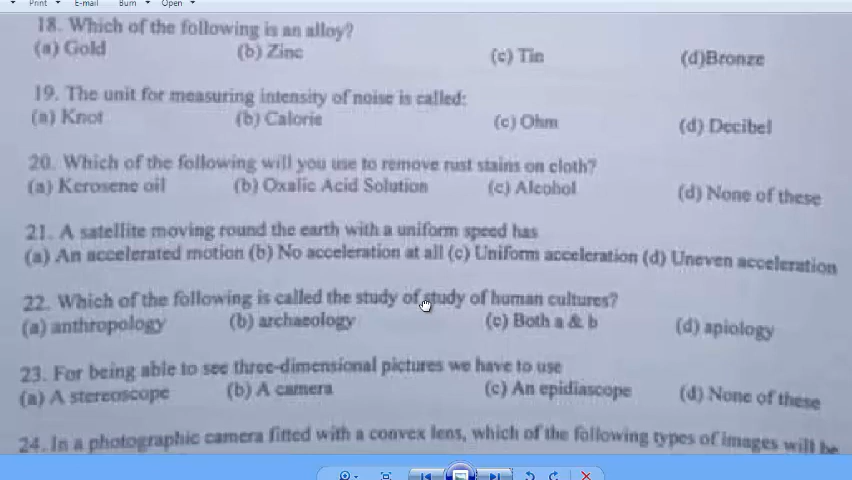 Print E-mail Burn Open
18. Which of the following is an alloy?
(a) Gold (b) Zinc (c) Tin (d)Bronze
19. The unit for measuring intensity of noise is called:
(a) Knot (b) Calorie (c) Ohm (d) Decibel
20. Which of the following will you use to remove rust stains on cloth?
(a) Kerosene oil (b) Oxalic Acid Solution (c) Alcohol (d) None of these
21. A satellite moving round the earth with a uniform speed has
(a) An accelerated motion (b) No acceleration at all (c) Uniform acceleration (d) Uneven acceleration
22. Which of the following is called the study of study of human cultures?
(a) anthropology (b) archaeology (c) Both a & b (d) apiology
23. For being able to see three-dimensional pictures we have to use
(a) A stereoscope (b) A camera (c) An epidiascope (d) None of these
24. In a photographic camera fitted with a convex lens, which of the following types of images will be